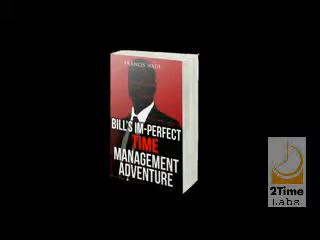 FRANCIS WADE
BILL'S IM-PERFECT
TIME
MANAGEMENT
ADVENTURE
2Time
Labs